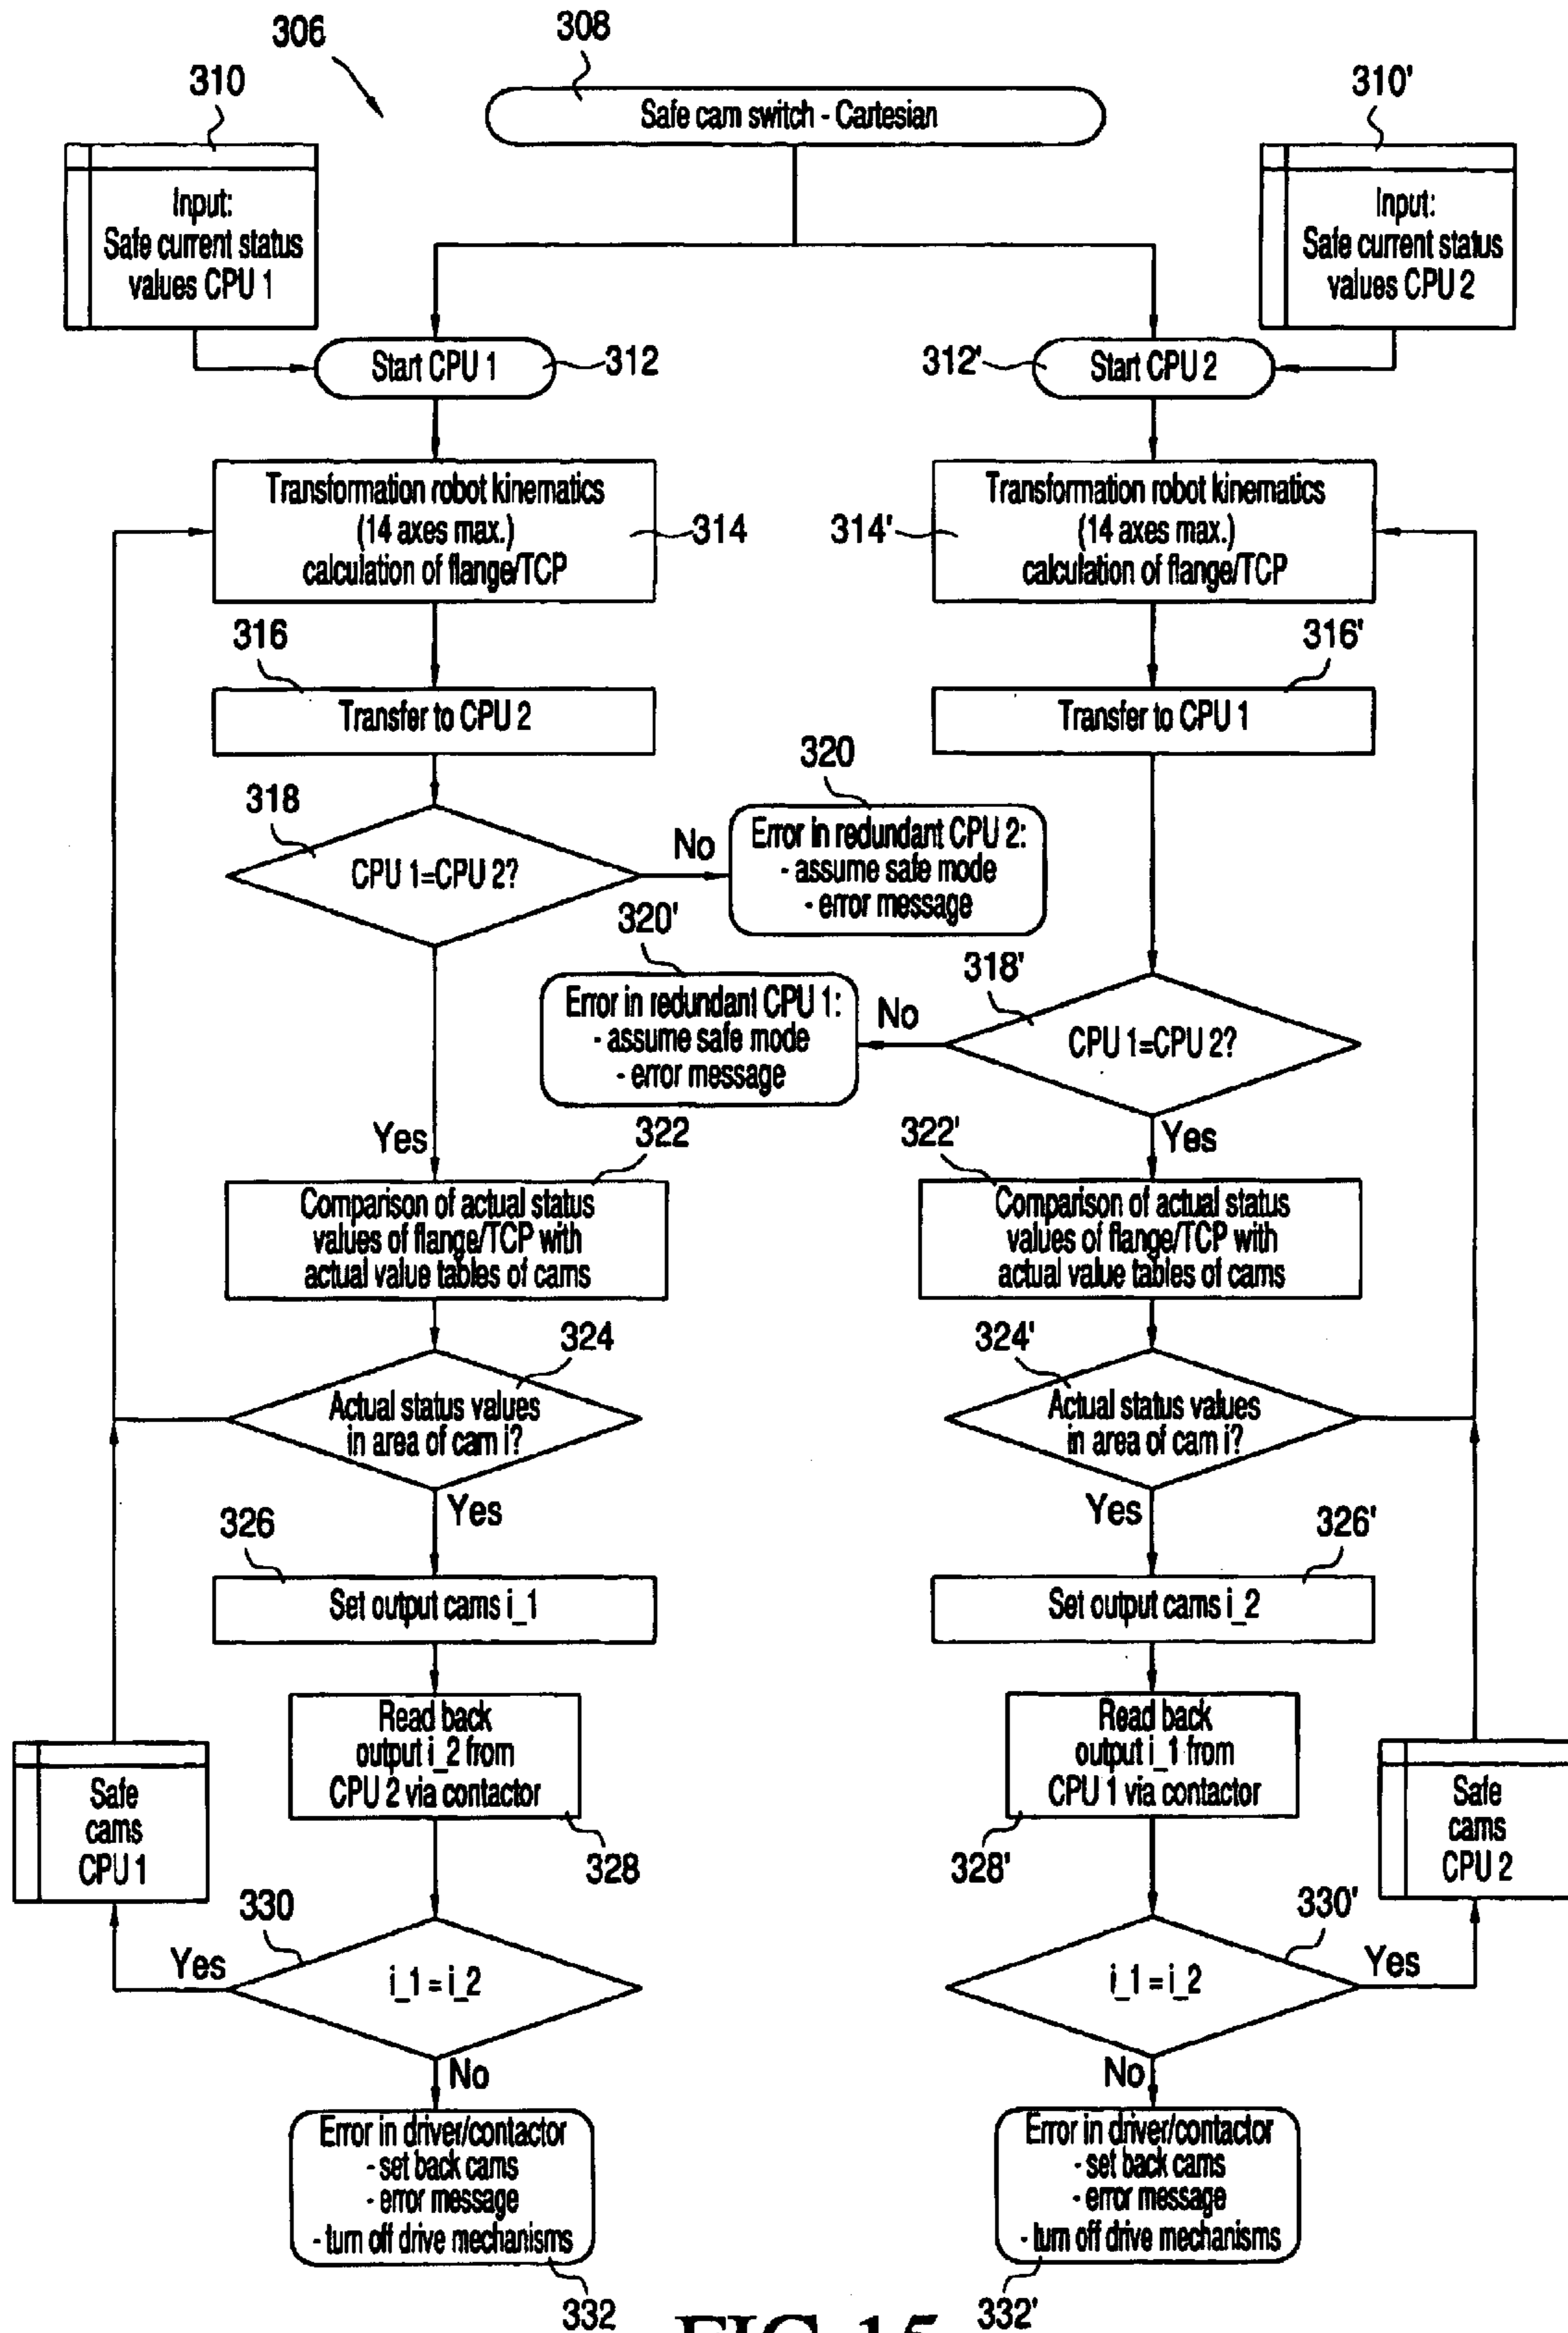 306
308
310
310'
Safe cam switch - Cartesian
Input:
Safe current status
values CPU 1
Input:
Safe current status
values CPU 2
Start CPU 1
312
312'
Start CPU 2
Transformation robot kinematics
(14 axes max.)
calculation of flange/TCP
314
314'
Transformation robot kinematics
(14 axes max.)
calculation of flange/TCP
316
316'
Transfer to CPU 2
Transfer to CPU 1
318
320
CPU 1=CPU 2?
No
Error in redundant CPU 2:
- assume safe mode
- error message
320'
318'
Error in redundant CPU 1:
- assume safe mode
- error message
No
CPU 1=CPU 2?
Yes
322
322'
Yes
Comparison of actual status
values of flange/TCP with
actual value tables of cams
Comparison of actual status
values of flange/TCP with
actual value tables of cams
324
324'
Actual status values
in area of cam i?
Actual status values
in area of cam i?
Yes
Yes
326
326'
Set output cams i_1
Set output cams i_2
Read back
output i_2 from
CPU 2 via contactor
Read back
output i_1 from
CPU 1 via contactor
Safe
cams
CPU 1
Safe
cams
CPU 2
328
328'
330
330'
Yes
i_1 = i_2
i_1 = i_2
Yes
No
No
Error in driver/contactor
- set back cams
- error message
- turn off drive mechanisms
Error in driver/contactor
- set back cams
- error message
- turn off drive mechanisms
332
332'
FIG. 15